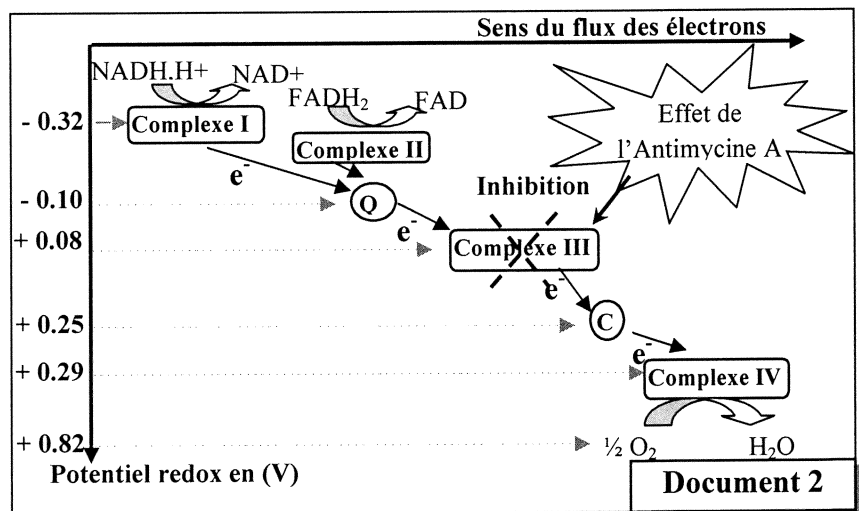 Sens du flux des électrons
NADH.H+ NAD+
FADH₂ FAD
Effet de
l'Antimycine A
- 0.32
Complexe I
Complexe II
e⁻
Inhibition
- 0.10
Q
e⁻
+ 0.08
Complexe III
e⁻
+ 0.25
C
e⁻
+ 0.29
Complexe IV
+ 0.82
½ O₂ H₂O
Potentiel redox en (V)
Document 2